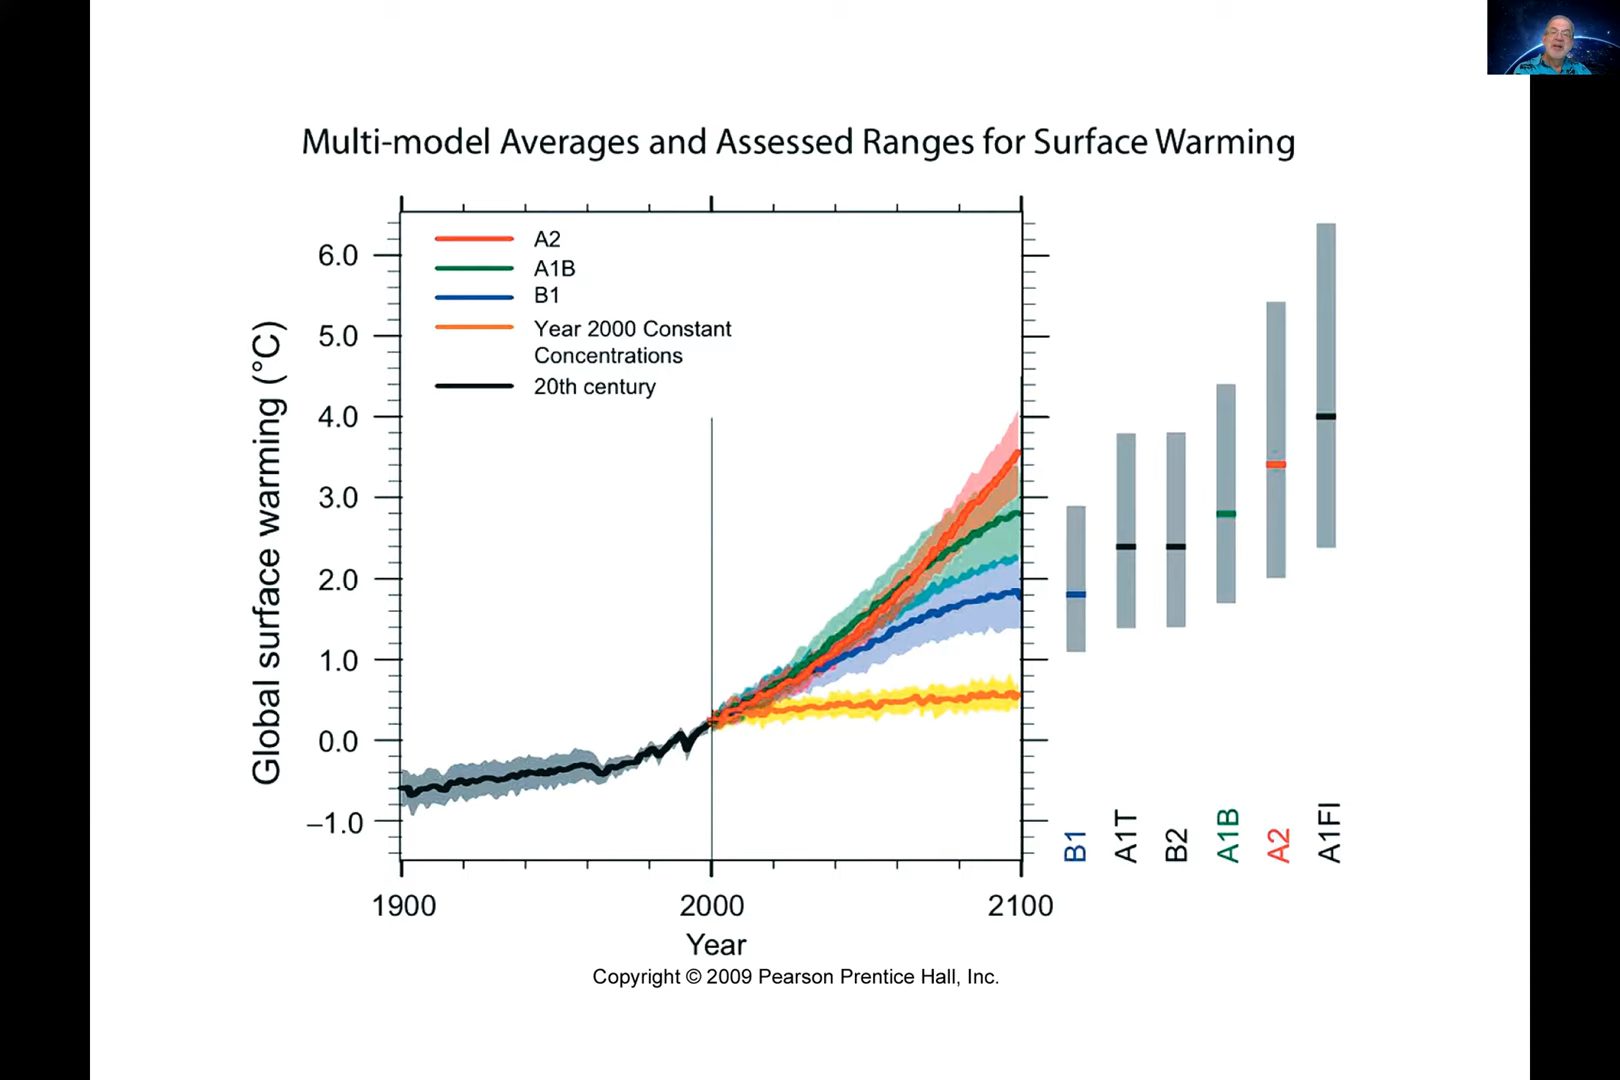 Multi-model Averages and Assessed Ranges for Surface Warming
Global surface warming (°C)
6.0
5.0
4.0
3.0
2.0
1.0
0.0
–1.0
A2
A1B
B1
Year 2000 Constant
Concentrations
20th century
1900
2000
2100
Year
B1
A1T
B2
A1B
A2
A1FI
Copyright © 2009 Pearson Prentice Hall, Inc.